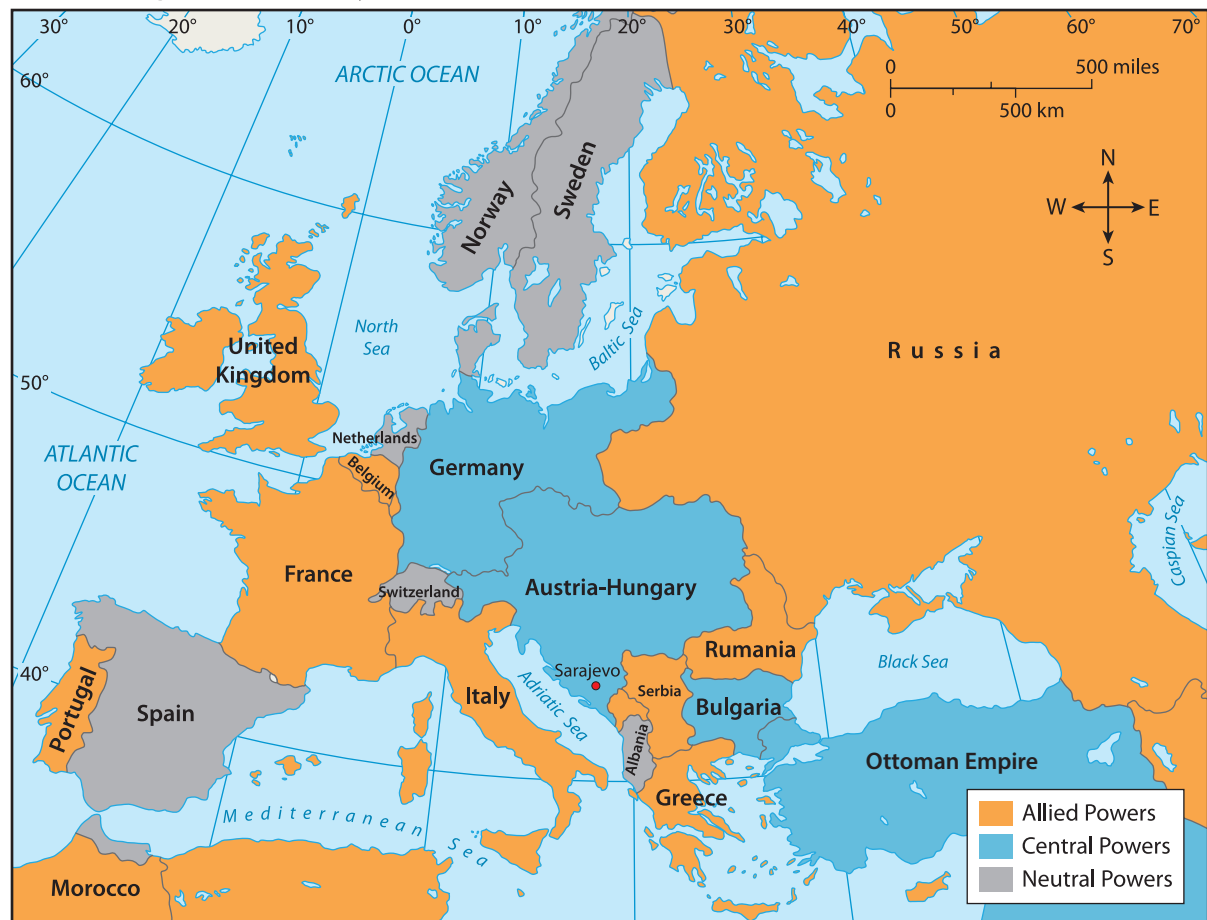 30° 20° 10° 0° 10° 20° 30° 40° 50° 60° 70°
60°
ARCTIC OCEAN
0 500 miles
0 500 km
N
W E
S
Norway
Sweden
North
Sea
Baltic Sea
United
Kingdom
Russia
50°
ATLANTIC
OCEAN
Netherlands
Belgium
Germany
Caspian Sea
France
Switzerland
Austria-Hungary
40°
Portugal
Spain
Italy
Adriatic Sea
Sarajevo
Serbia
Rumania
Bulgaria
Black Sea
Albania
Greece
Ottoman Empire
Mediterranean Sea
Morocco
Allied Powers
Central Powers
Neutral Powers